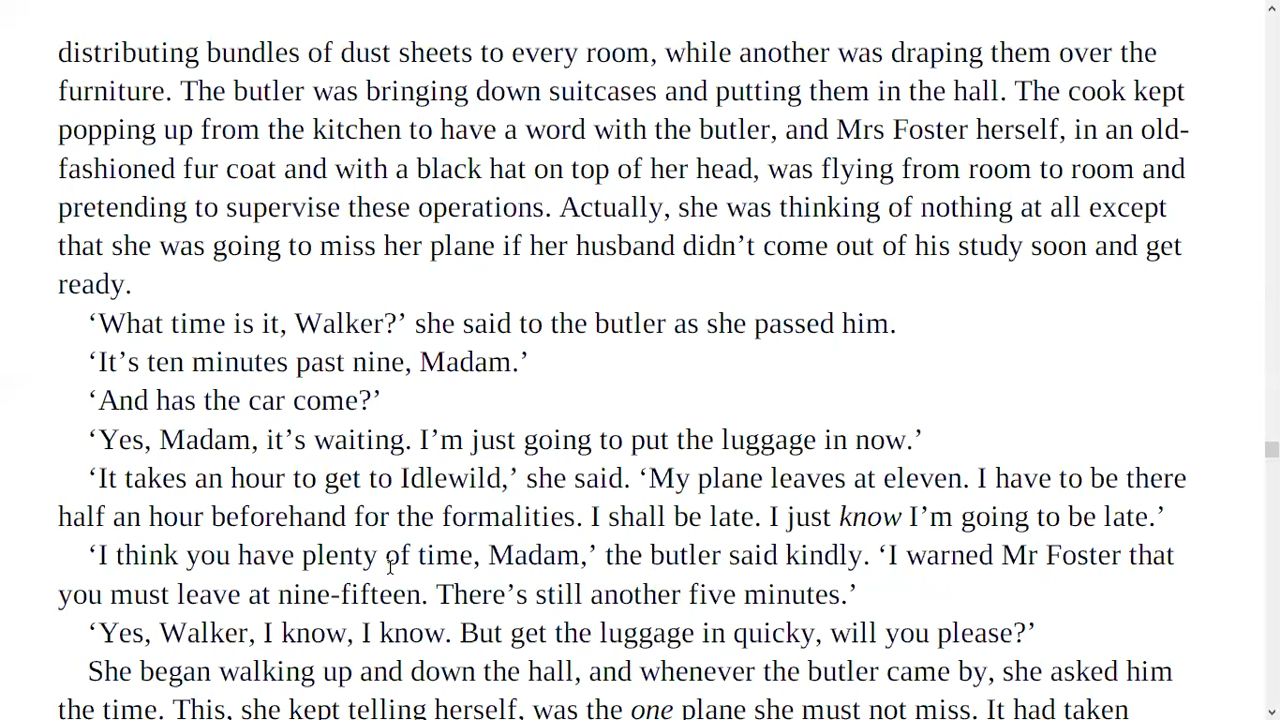 distributing bundles of dust sheets to every room, while another was draping them over the
furniture. The butler was bringing down suitcases and putting them in the hall. The cook kept
popping up from the kitchen to have a word with the butler, and Mrs Foster herself, in an old-
fashioned fur coat and with a black hat on top of her head, was flying from room to room and
pretending to supervise these operations. Actually, she was thinking of nothing at all except
that she was going to miss her plane if her husband didn’t come out of his study soon and get
ready.
‘What time is it, Walker?’ she said to the butler as she passed him.
‘It’s ten minutes past nine, Madam.’
‘And has the car come?’
‘Yes, Madam, it’s waiting. I’m just going to put the luggage in now.’
‘It takes an hour to get to Idlewild,’ she said. ‘My plane leaves at eleven. I have to be there
half an hour beforehand for the formalities. I shall be late. I just know I’m going to be late.’
‘I think you have plenty of time, Madam,’ the butler said kindly. ‘I warned Mr Foster that
you must leave at nine-fifteen. There’s still another five minutes.’
‘Yes, Walker, I know, I know. But get the luggage in quicky, will you please?’
She began walking up and down the hall, and whenever the butler came by, she asked him
the time. This, she kept telling herself, was the one plane she must not miss. It had taken